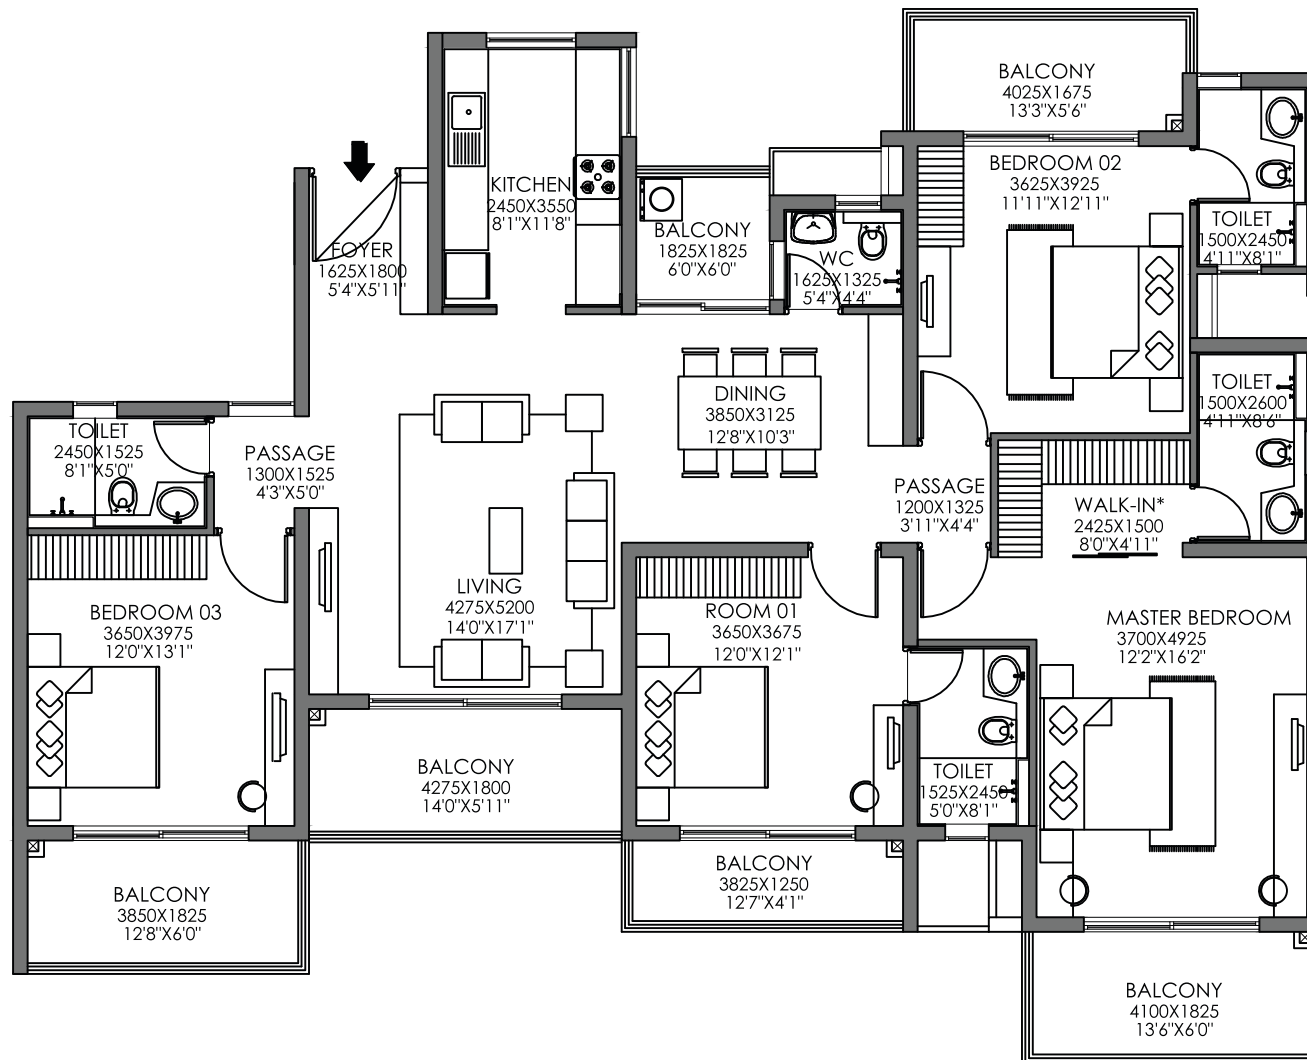 BALCONY
4025X1675
13'3"X5'6"
BEDROOM 02
3625X3925
11'11"X12'11"
KITCHEN
2450X3550
8'1"X11'8"
TOILET
1500X2450
4'11"X8'1"
BALCONY
1825X1825
6'0"X6'0"
FOYER
1625X1800
5'4"X5'11"
WC
1625X1325
5'4"X4'4"
TOILET
1500X2600
4'11"X8'6"
DINING
3850X3125
12'8"X10'3"
TOILET
2450X1525
8'1"X5'0"
PASSAGE
1300X1525
4'3"X5'0"
PASSAGE
1200X1325
3'11"X4'4"
WALK-IN*
2425X1500
8'0"X4'11"
LIVING
4275X5200
14'0"X17'1"
BEDROOM 03
3650X3975
12'0"X13'1"
ROOM 01
3650X3675
12'0"X12'1"
MASTER BEDROOM
3700X4925
12'2"X16'2"
BALCONY
4275X1800
14'0"X5'11"
TOILET
1525X2450
5'0"X8'1"
BALCONY
3850X1825
12'8"X6'0"
BALCONY
3825X1250
12'7"X4'1"
BALCONY
4100X1825
13'6"X6'0"